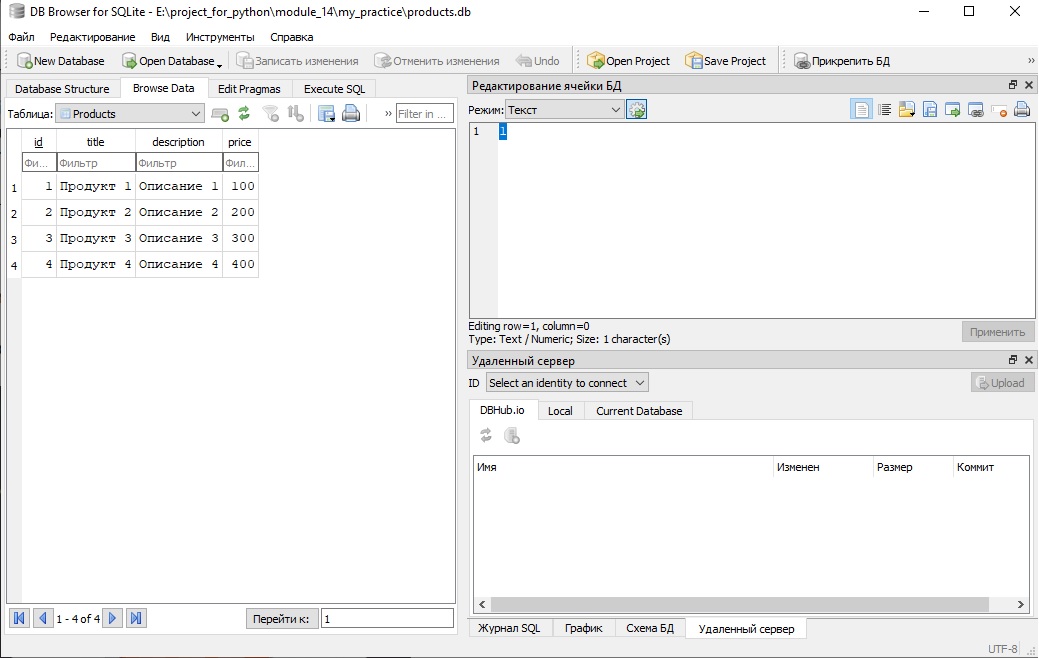 DB Browser for SQLite - E:\project_for_python\module_14\my_practice\products.db
Файл Редактирование Вид Инструменты Справка
New Database Open Database Записать изменения Отменить изменения Undo Open Project Save Project Прикрепить БД »
Database Structure Browse Data Edit Pragmas Execute SQL
Таблица: Products » Filter in ...
id title description price
Фи... Фильтр Фильтр Фил...
1 1 Продукт 1 Описание 1 100
2 2 Продукт 2 Описание 2 200
3 3 Продукт 3 Описание 3 300
4 4 Продукт 4 Описание 4 400
1 - 4 of 4 Перейти к: 1
Редактирование ячейки БД
Режим: Текст
1 1
Editing row=1, column=0
Type: Text / Numeric; Size: 1 character(s)
Применить
Удаленный сервер
ID Select an identity to connect Upload
DBHub.io Local Current Database
Имя Изменен Размер Коммит
Журнал SQL График Схема БД Удаленный сервер
UTF-8